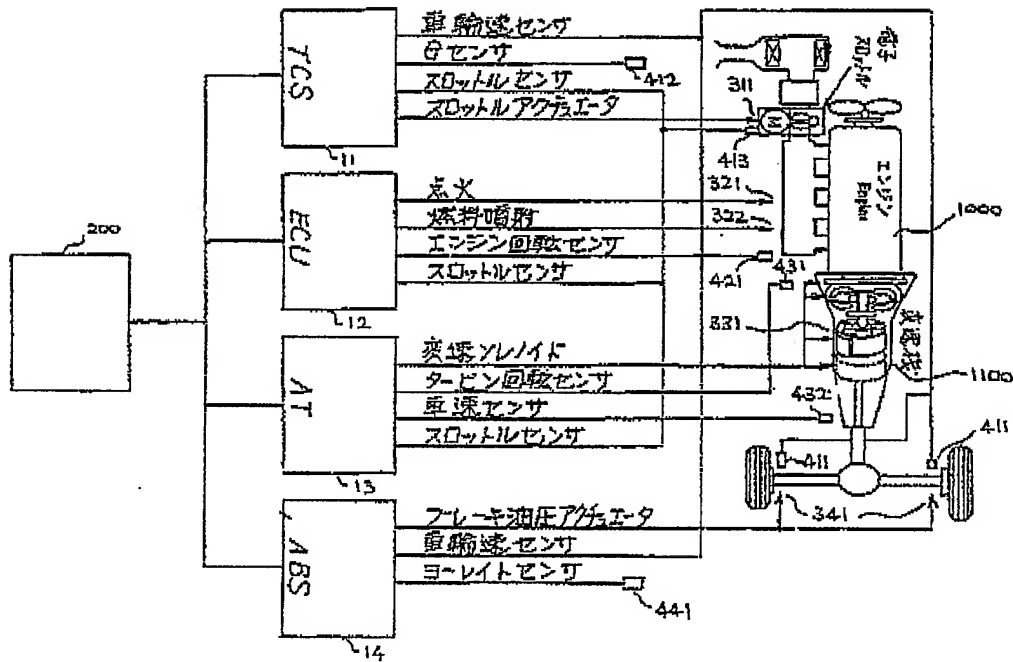 200
TCS
11
車輪速センサ
Gセンサ
412
スロットルセンサ
スロットルアクチュエータ
ECU
12
点火
燃料噴射
エンジン回転センサ
スロットルセンサ
AT
13
変速ソレノイド
タービン回転センサ
車速センサ
スロットルセンサ
ABS
14
ブレーキ油圧アクチュエータ
車輪速センサ
ヨーレイトセンサ
441
電子
スロットル
311
M
413
321
322
421
431
エンジン
Engine
1000
331
変速機
1100
432
411
411
341